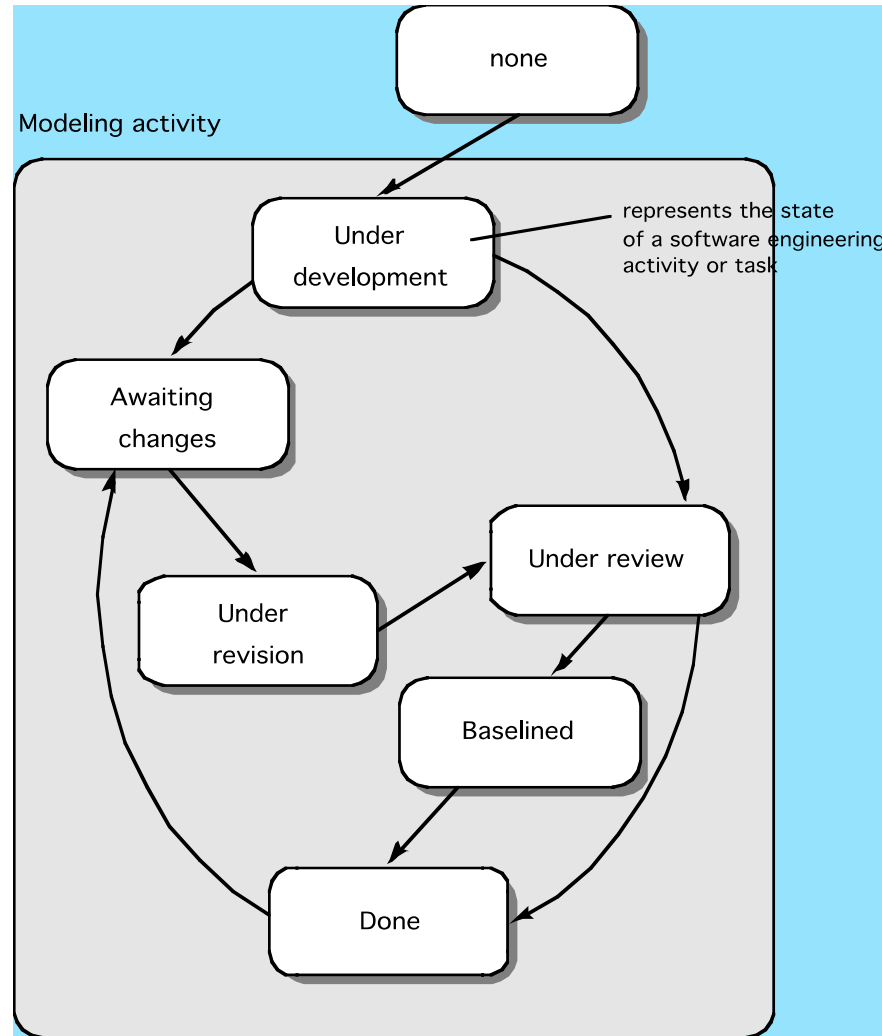 none
Modeling activity
represents the state
of a software engineering
activity or task
Under
development
Awaiting
changes
Under review
Under
revision
Baselined
Done